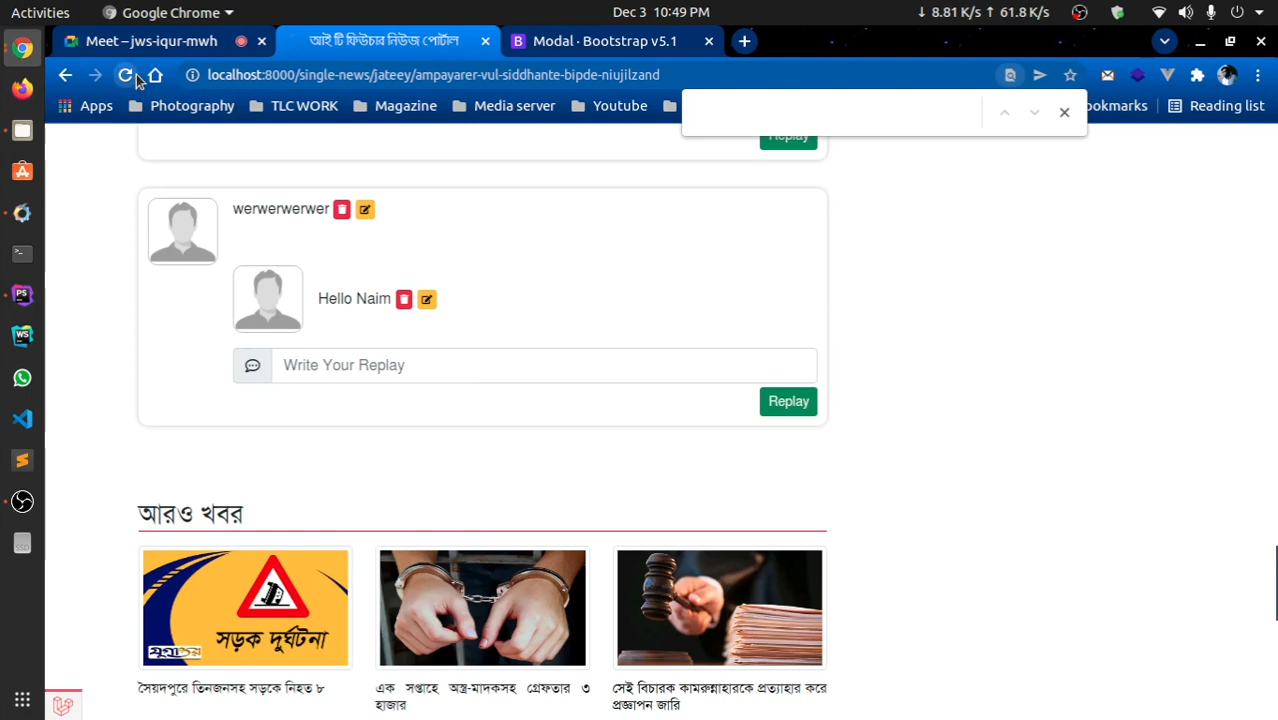 Activities
Google Chrome
Dec 3 10:49 PM
↓ 8.81 K/s ↑ 61.8 K/s
Meet – jws-iqur-mwh
আই টি ফিউচার নিউজ পোর্টাল
Modal · Bootstrap v5.1
localhost:8000/single-news/jateey/ampayarer-vul-siddhante-bipde-niujilzand
Apps
Photography
TLC WORK
Magazine
Media server
Youtube
ookmarks
Reading list
Replay
werwerwerwer
Hello Naim
Write Your Replay
Replay
আরও খবর
সড়ক দুর্ঘটনা
যুগান্তর
সৈয়দপুরে তিনজনসহ সড়কে নিহত ৮
এক সপ্তাহে অস্ত্র-মাদকসহ গ্রেফতার ৩ হাজার
সেই বিচারক কামরুন্নাহারকে প্রত্যাহার করে প্রজ্ঞাপন জারি